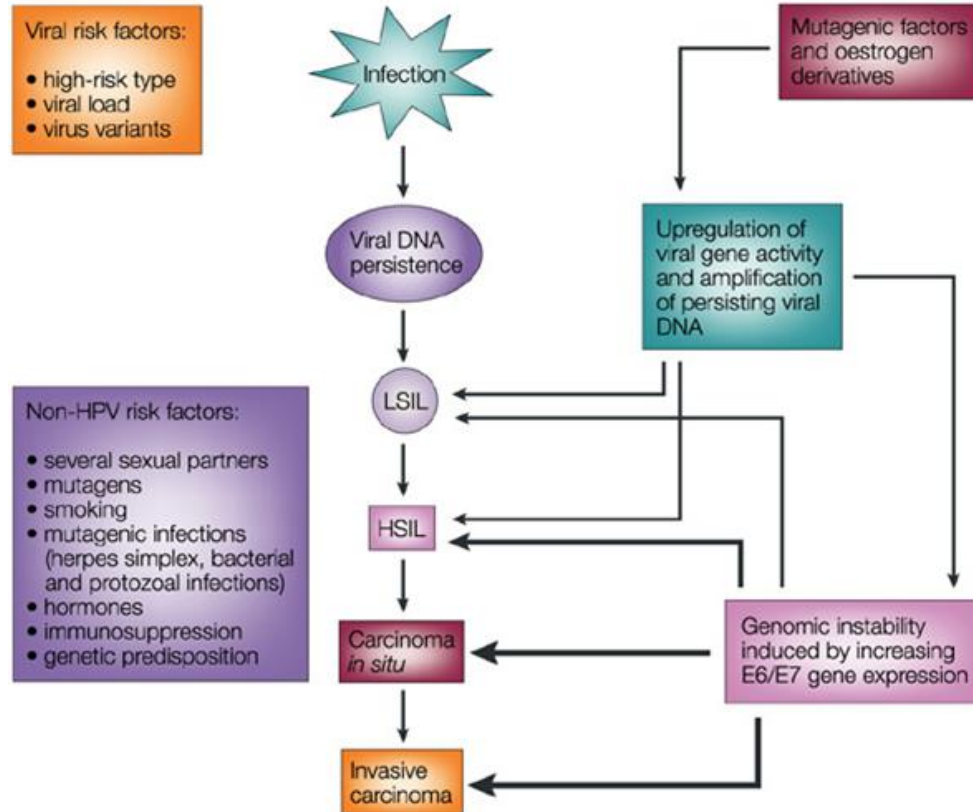 Viral risk factors:
• high-risk type
• viral load
• virus variants
Infection
Mutagenic factors
and oestrogen
derivatives
Viral DNA
persistence
Upregulation of
viral gene activity
and amplification
of persisting viral
DNA
LSIL
Non-HPV risk factors:
• several sexual partners
• mutagens
• smoking
• mutagenic infections
(herpes simplex, bacterial
and protozoal infections)
• hormones
• immunosuppression
• genetic predisposition
HSIL
Carcinoma
in situ
Genomic instability
induced by increasing
E6/E7 gene expression
Invasive
carcinoma